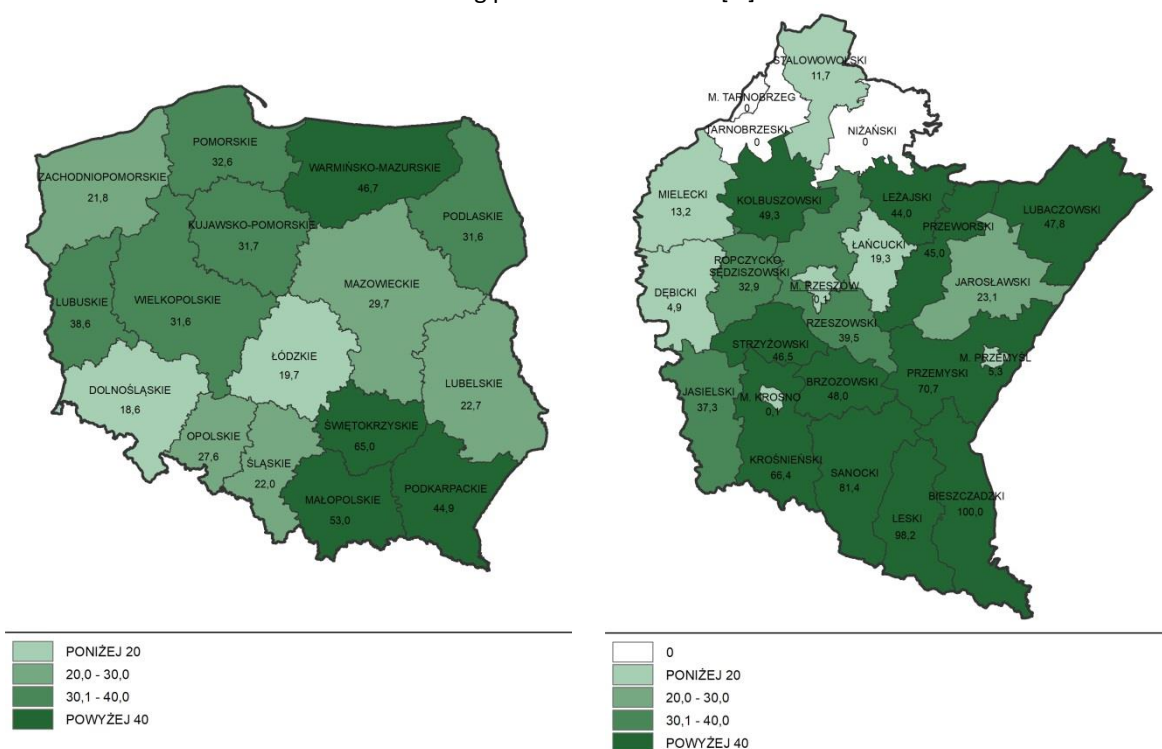 POMORSKIE
32,6
WARMIŃSKO-MAZURSKIE
46,7
ZACHODNIOPOMORSKIE
21,8
PODLASKIE
31,6
KUJAWSKO-POMORSKIE
31,7
MAZOWIECKIE
29,7
LUBUSKIE
38,6
WIELKOPOLSKIE
31,6
ŁÓDZKIE
19,7
DOLNOŚLĄSKIE
18,6
LUBELSKIE
22,7
OPOLSKIE
27,6
ŚLĄSKIE
22,0
ŚWIĘTOKRZYSKIE
65,0
MAŁOPOLSKIE
53,0
PODKARPACKIE
44,9
PONIŻEJ 20
20,0 - 30,0
30,1 - 40,0
POWYŻEJ 40
STALOWOWOLSKI
11,7
M. TARNOBRZEG
0
TARNOBRZESKI
0
NIŻAŃSKI
0
MIELECKI
13,2
KOLBUSZOWSKI
49,3
LEŻAJSKI
44,0
LUBACZOWSKI
47,8
PRZEWORSKI
45,0
ŁAŃCUCKI
19,3
ROPCZYCKO-
SĘDZISZOWSKI
32,9
M. RZESZÓW
0,1
DĘBICKI
4,9
JAROSŁAWSKI
23,1
RZESZOWSKI
39,5
STRZYŻOWSKI
46,5
M. PRZEMYŚL
5,3
PRZEMYSKI
70,7
JASIELSKI
37,3
M. KROSNO
0,1
BRZOZOWSKI
48,0
KROŚNIEŃSKI
66,4
SANOCKI
81,4
BIESZCZADZKI
100,0
LESKI
98,2
0
PONIŻEJ 20
20,0 - 30,0
30,1 - 40,0
POWYŻEJ 40